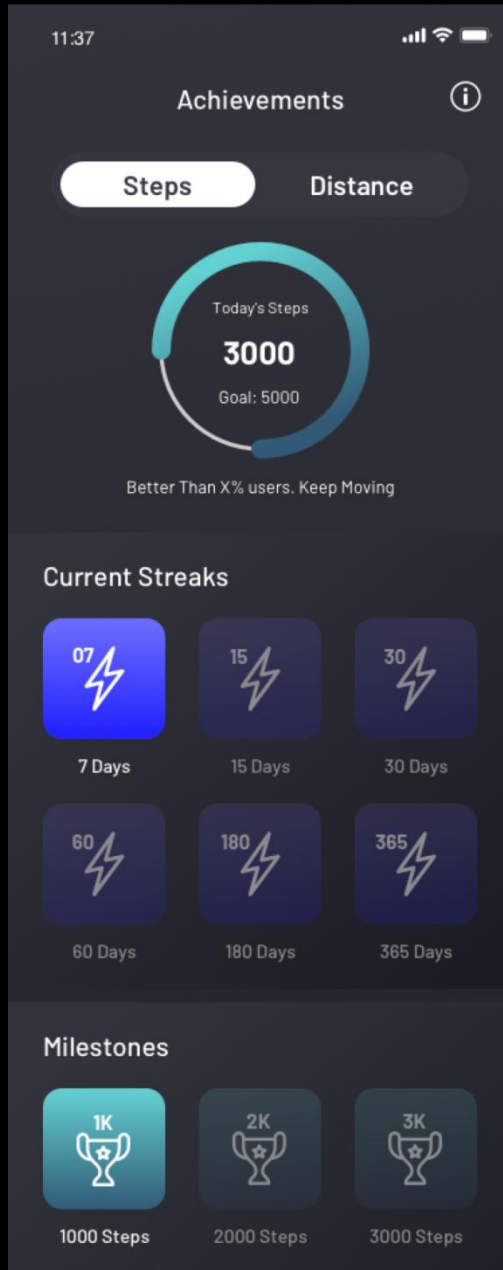 11:37
Achievements
Steps Distance
Today's Steps
3000
Goal: 5000
Better Than X% users. Keep Moving
Current Streaks
07 15 30
7 Days 15 Days 30 Days
60 180 365
60 Days 180 Days 365 Days
Milestones
1K 2K 3K
1000 Steps 2000 Steps 3000 Steps